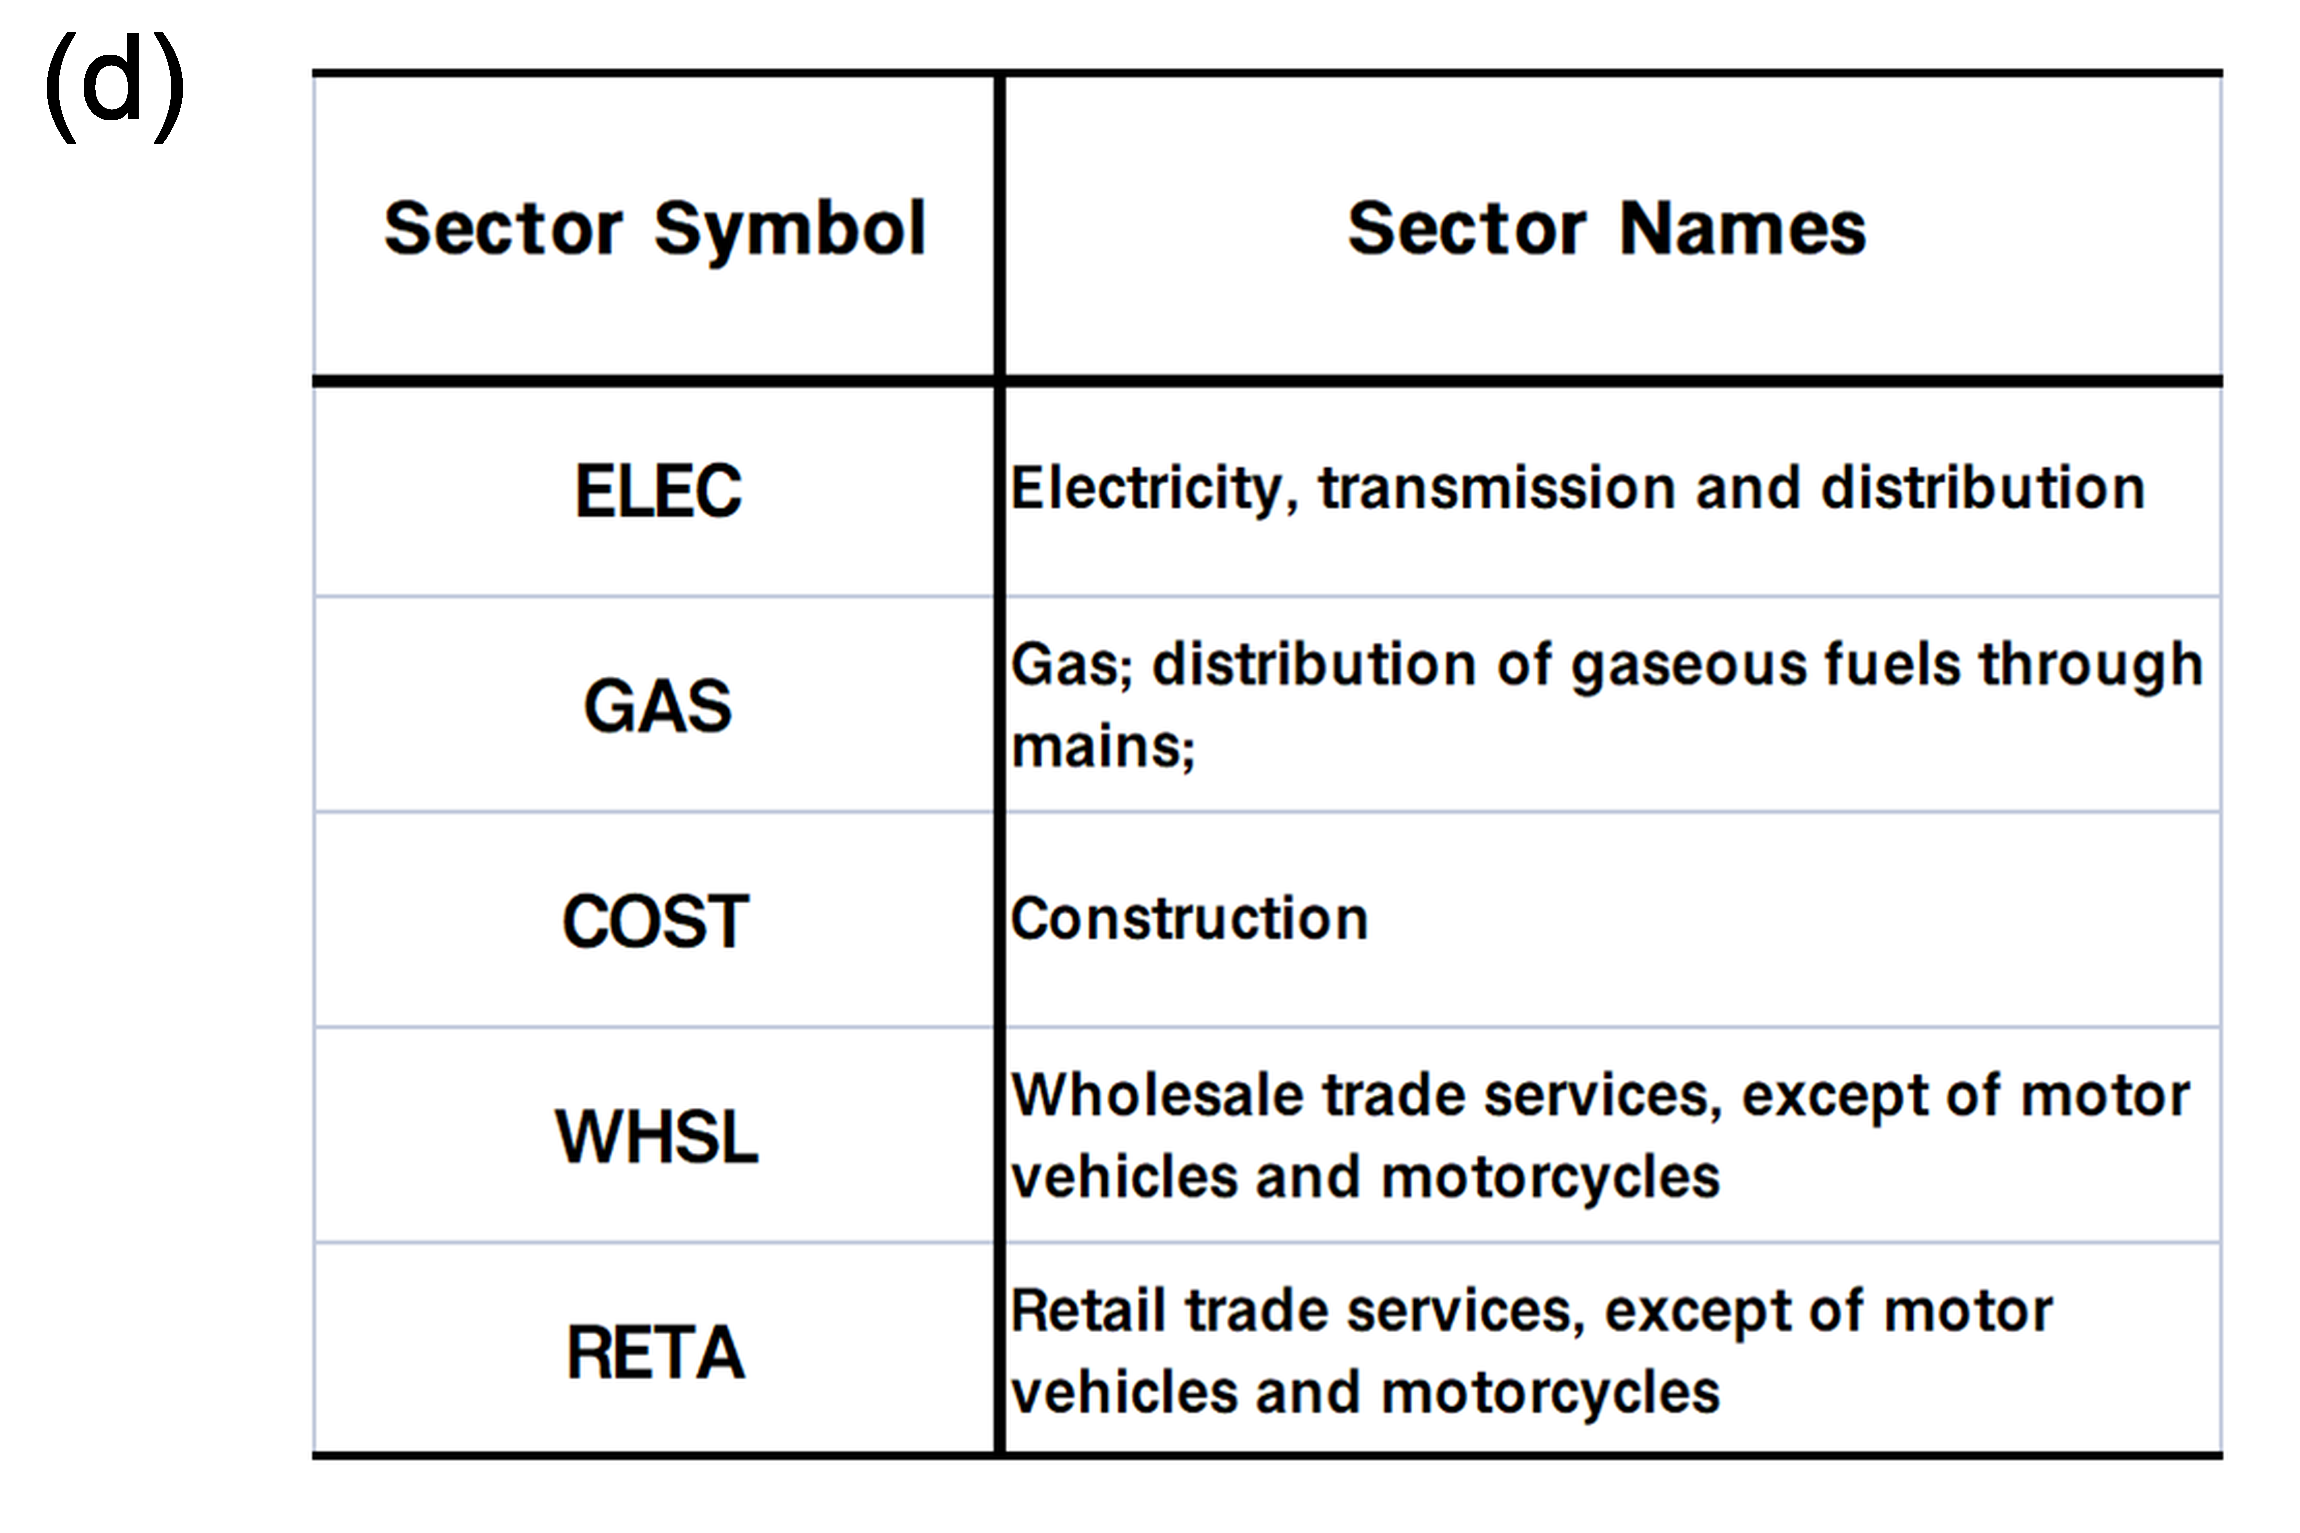 (d)
Sector Symbol
Sector Names
ELEC
Electricity, transmission and distribution
GAS
Gas; distribution of gaseous fuels through
mains;
COST
Construction
WHSL
Wholesale trade services, except of motor
vehicles and motorcycles
RETA
Retail trade services, except of motor
vehicles and motorcycles